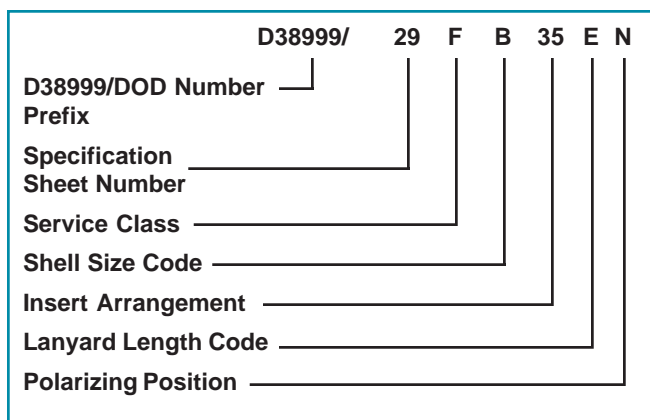 D38999/ 29 F B 35 E N
D38999/DOD Number
Prefix
Specification
Sheet Number
Service Class
Shell Size Code
Insert Arrangement
Lanyard Length Code
Polarizing Position